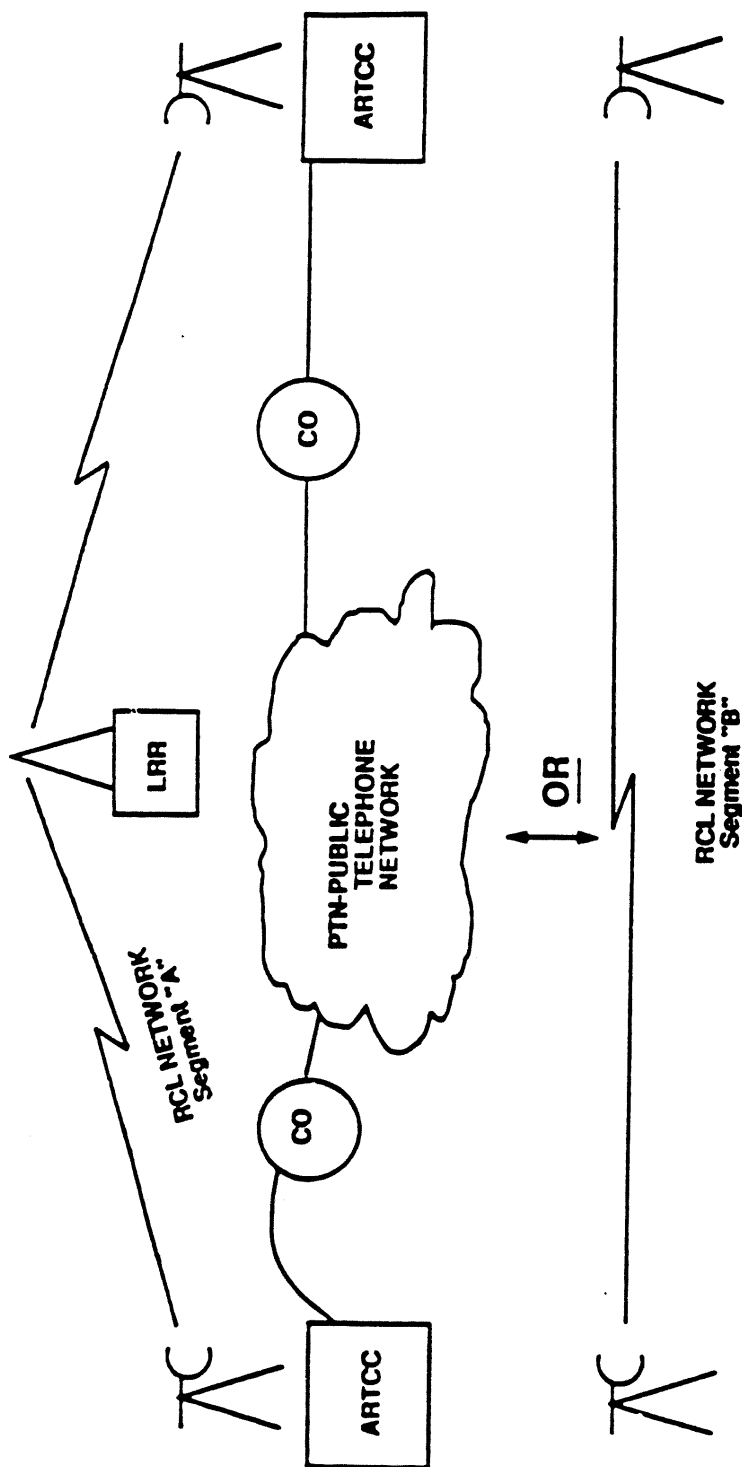 LRR
RCL NETWORK
Segment "A"
ARTCC
CO
PTN-PUBLIC
TELEPHONE
NETWORK
CO
ARTCC
OR
RCL NETWORK
Segment "B"